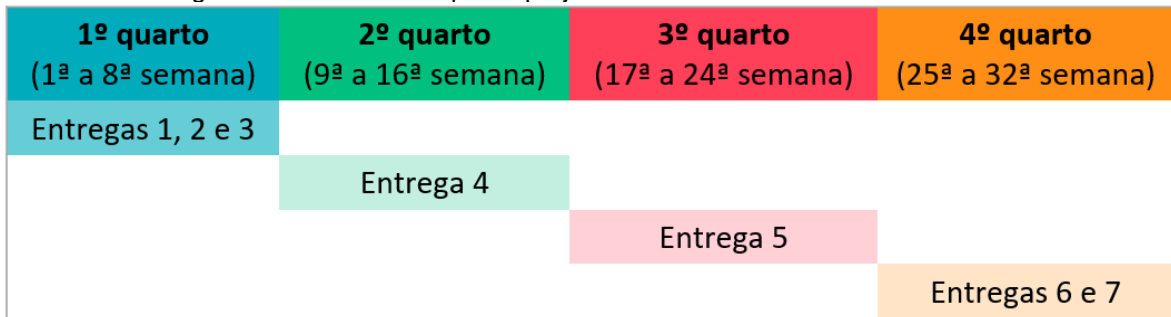 1º quarto
(1ª a 8ª semana)
2º quarto
(9ª a 16ª semana)
3º quarto
(17ª a 24ª semana)
4º quarto
(25ª a 32ª semana)
Entregas 1, 2 e 3
Entrega 4
Entrega 5
Entregas 6 e 7